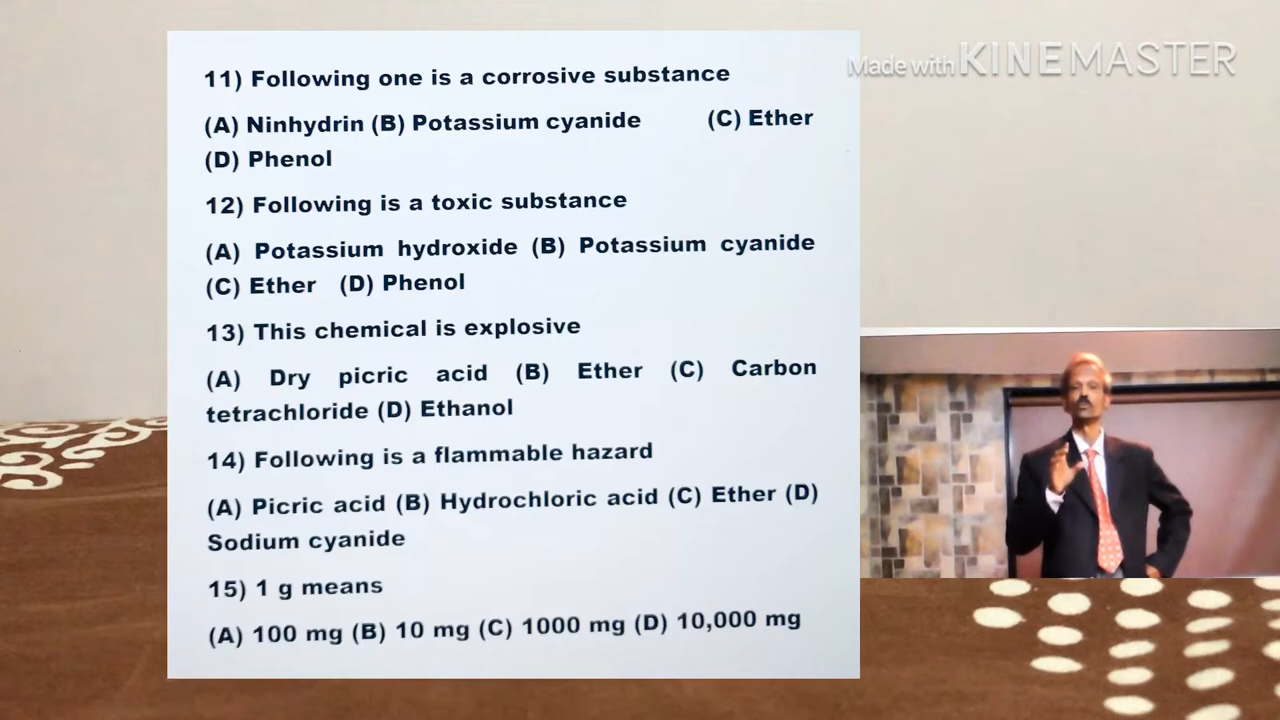 Made with KINEMASTER
11) Following one is a corrosive substance
(A) Ninhydrin (B) Potassium cyanide (C) Ether
(D) Phenol
12) Following is a toxic substance
(A) Potassium hydroxide (B) Potassium cyanide
(C) Ether (D) Phenol
13) This chemical is explosive
(A) Dry picric acid (B) Ether (C) Carbon
tetrachloride (D) Ethanol
14) Following is a flammable hazard
(A) Picric acid (B) Hydrochloric acid (C) Ether (D)
Sodium cyanide
15) 1 g means
(A) 100 mg (B) 10 mg (C) 1000 mg (D) 10,000 mg